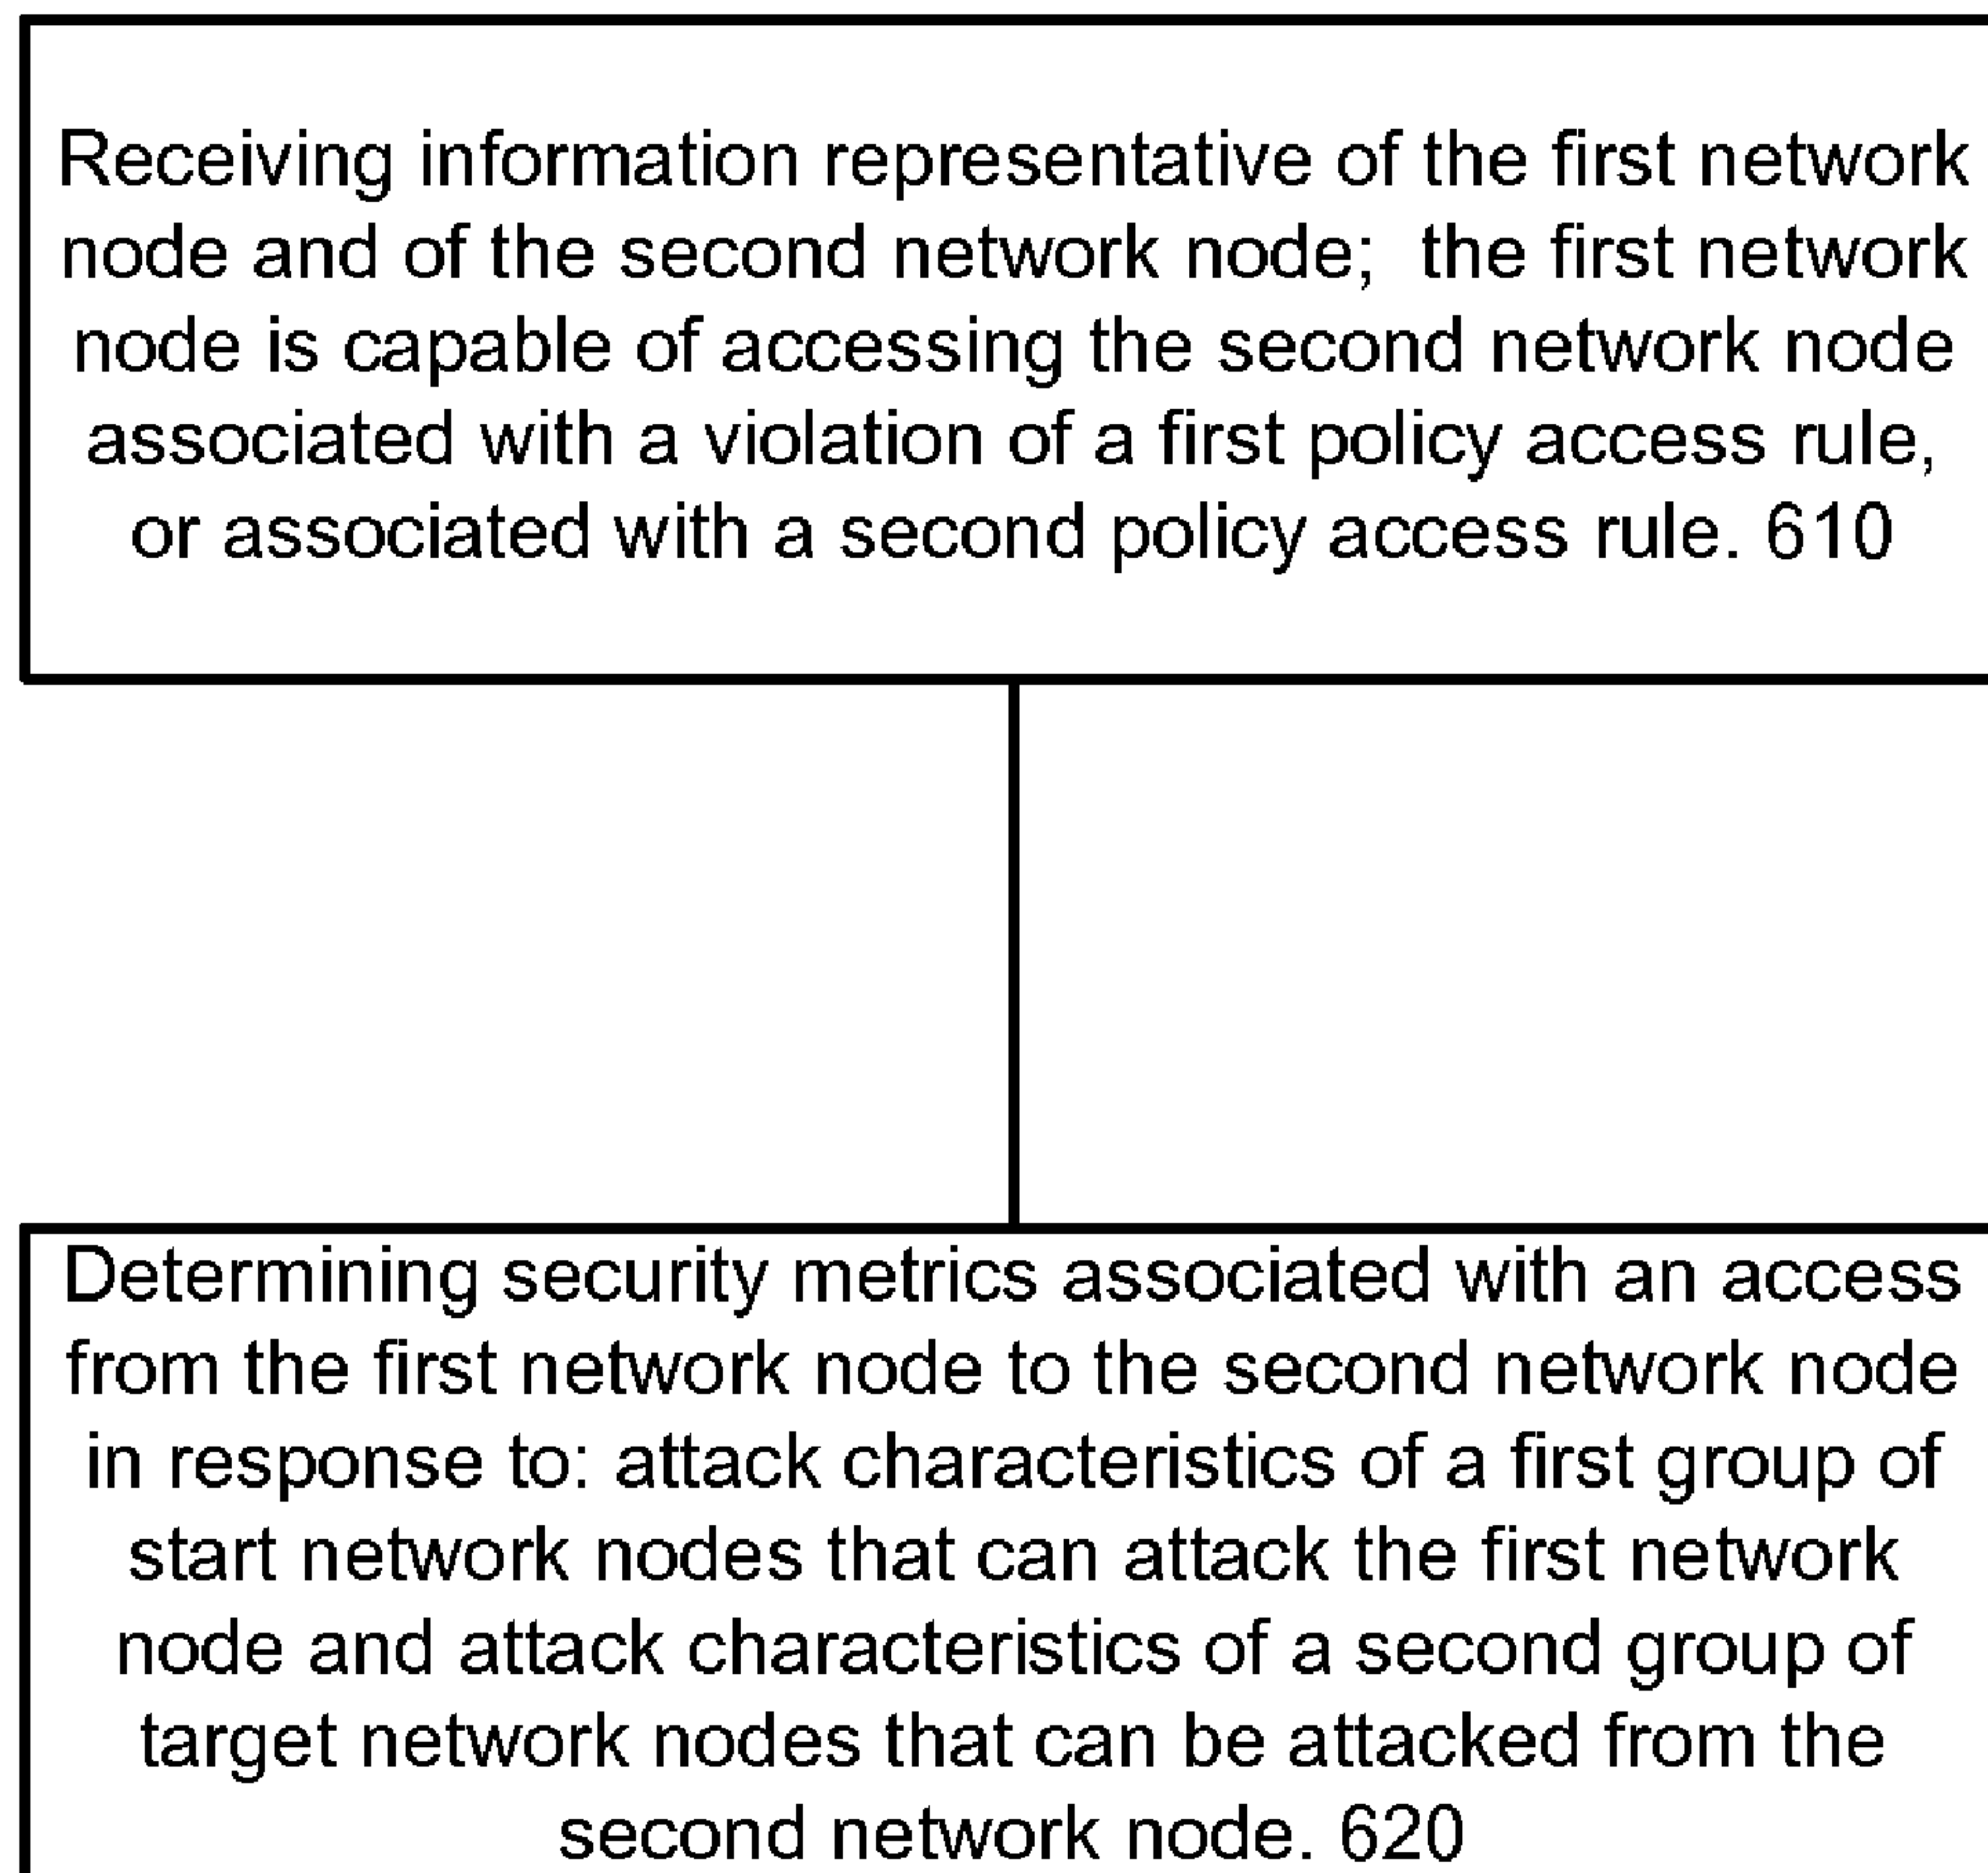 Receiving information representative of the first network
node and of the second network node;  the first network
node is capable of accessing the second network node
associated with a violation of a first policy access rule,
or associated with a second policy access rule. 610
Determining security metrics associated with an access
from the first network node to the second network node
in response to: attack characteristics of a first group of
start network nodes that can attack the first network
node and attack characteristics of a second group of
target network nodes that can be attacked from the
second network node. 620